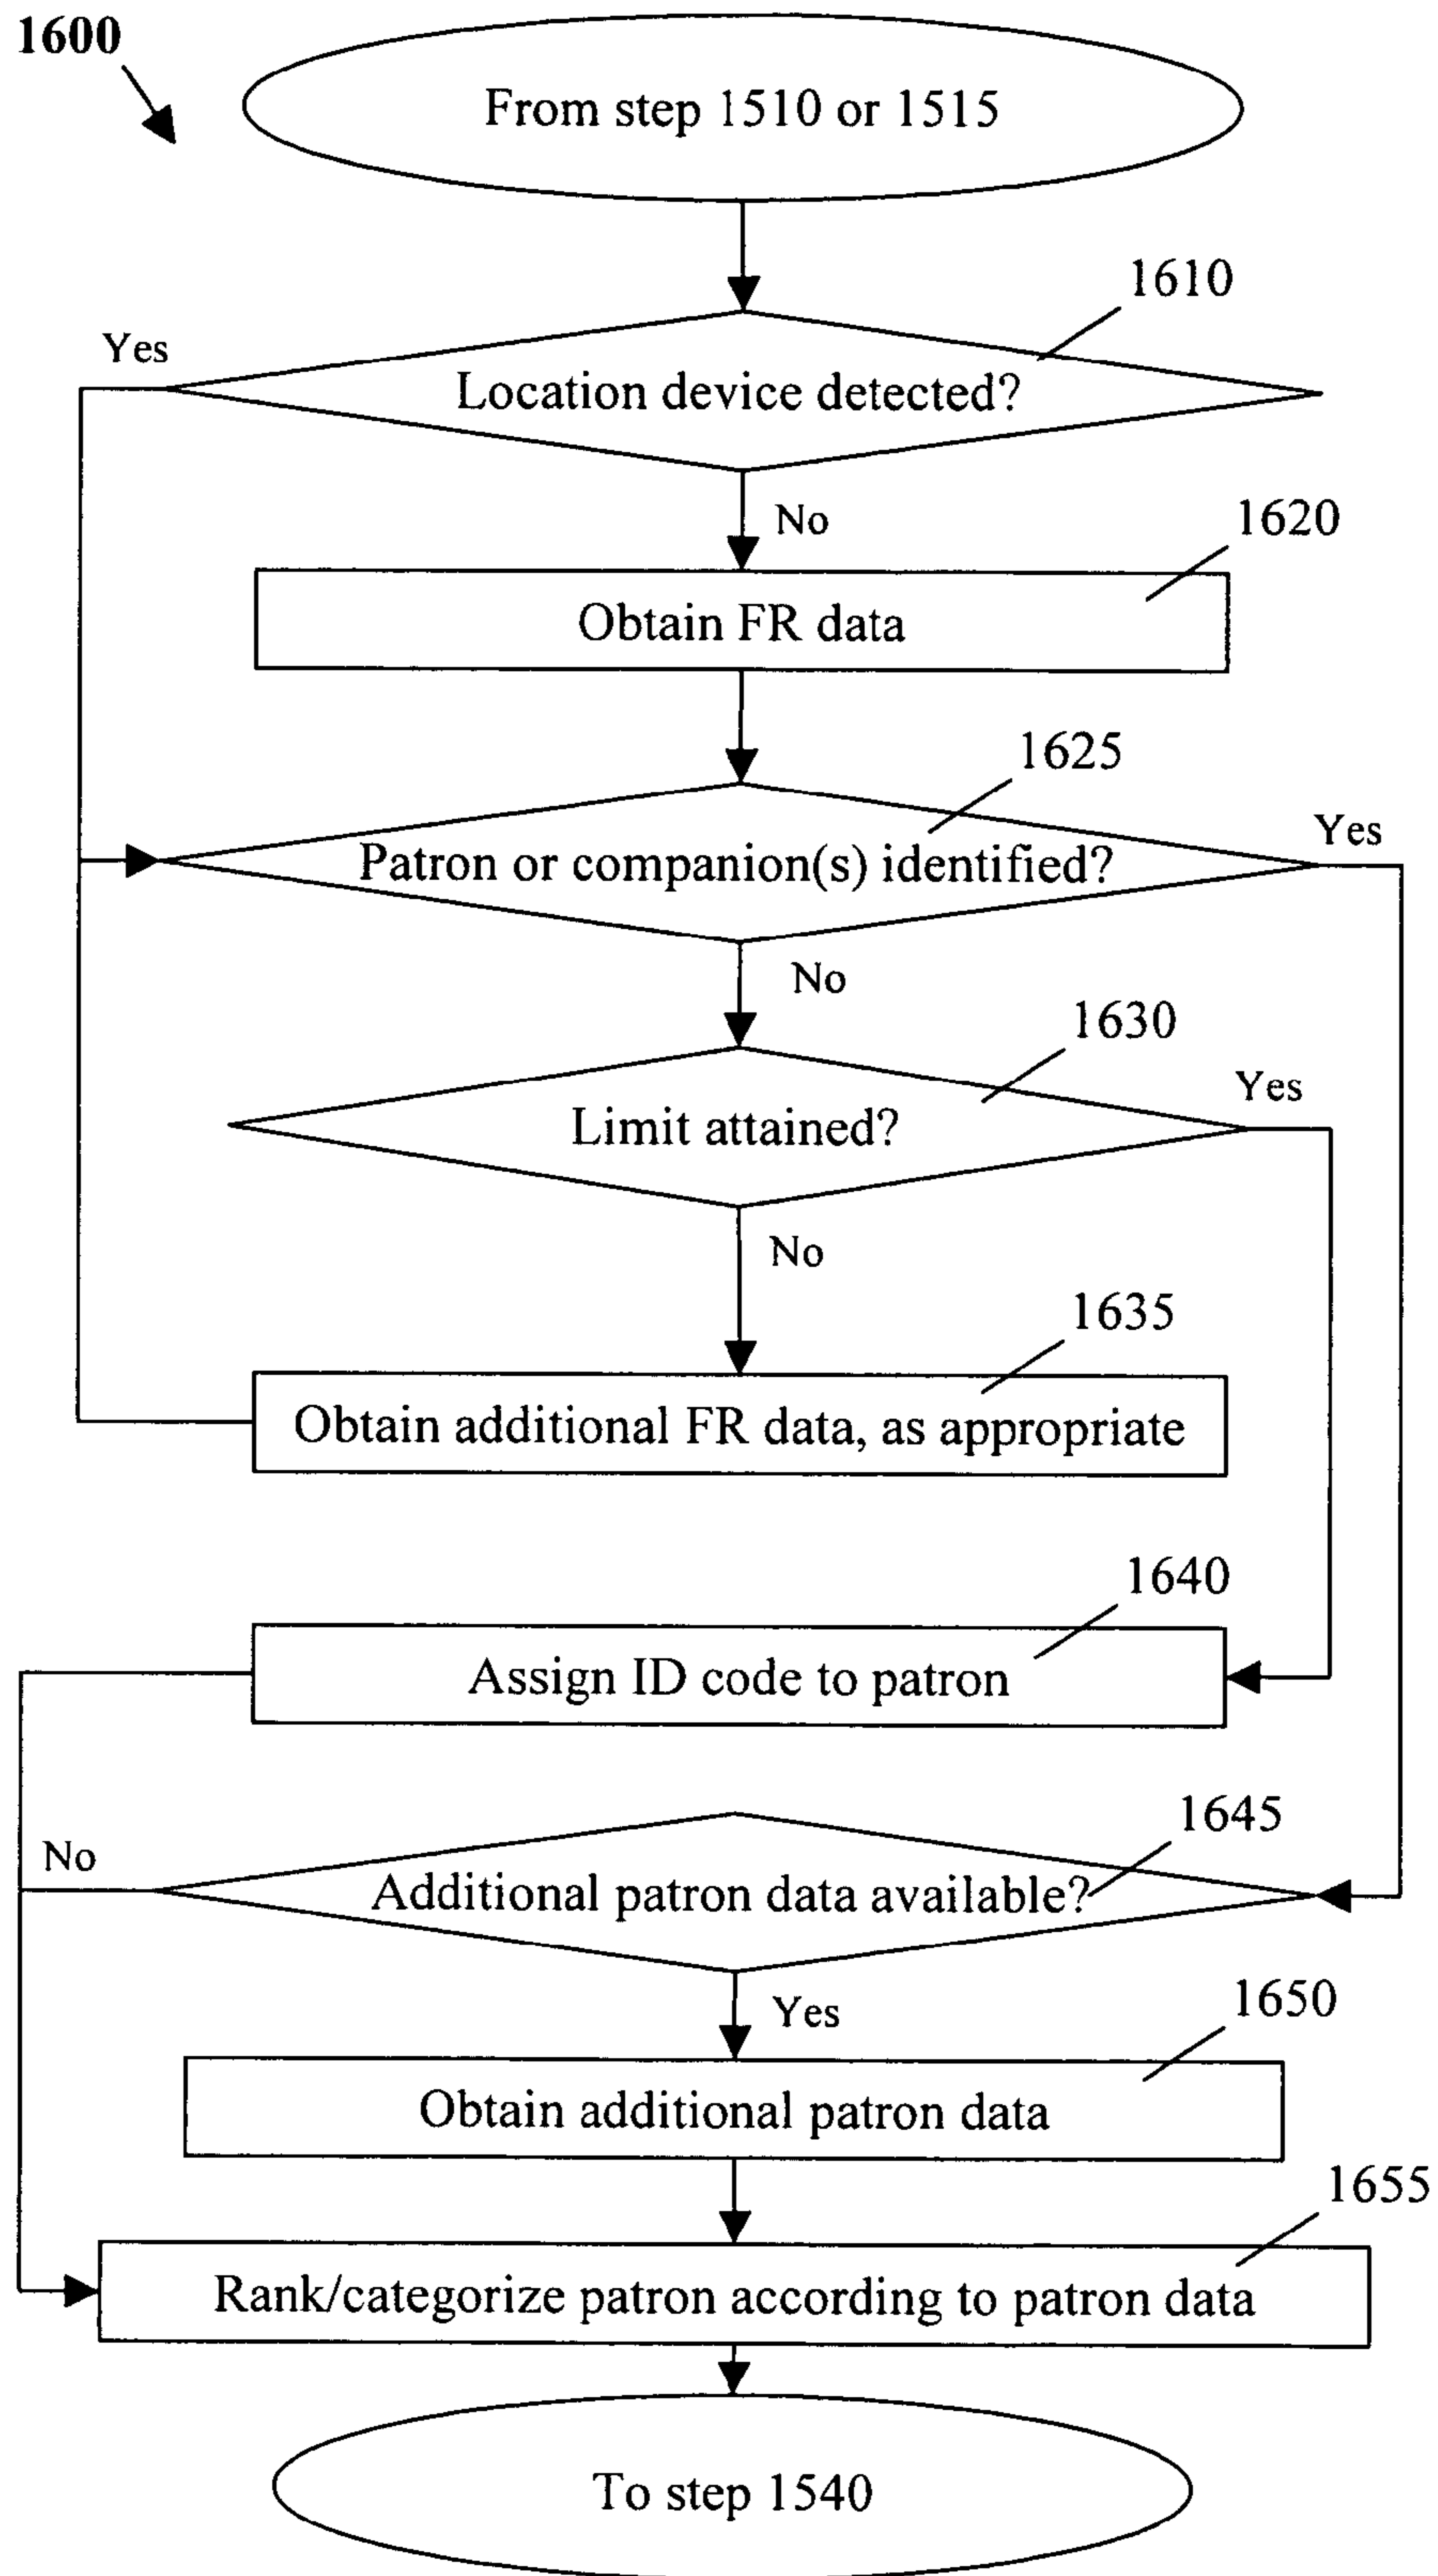 1600
From step 1510 or 1515
1610
Yes
Location device detected?
No
1620
Obtain FR data
1625
Yes
Patron or companion(s) identified?
No
1630
Yes
Limit attained?
No
1635
Obtain additional FR data, as appropriate
1640
Assign ID code to patron
1645
No
Additional patron data available?
Yes
1650
Obtain additional patron data
1655
Rank/categorize patron according to patron data
To step 1540